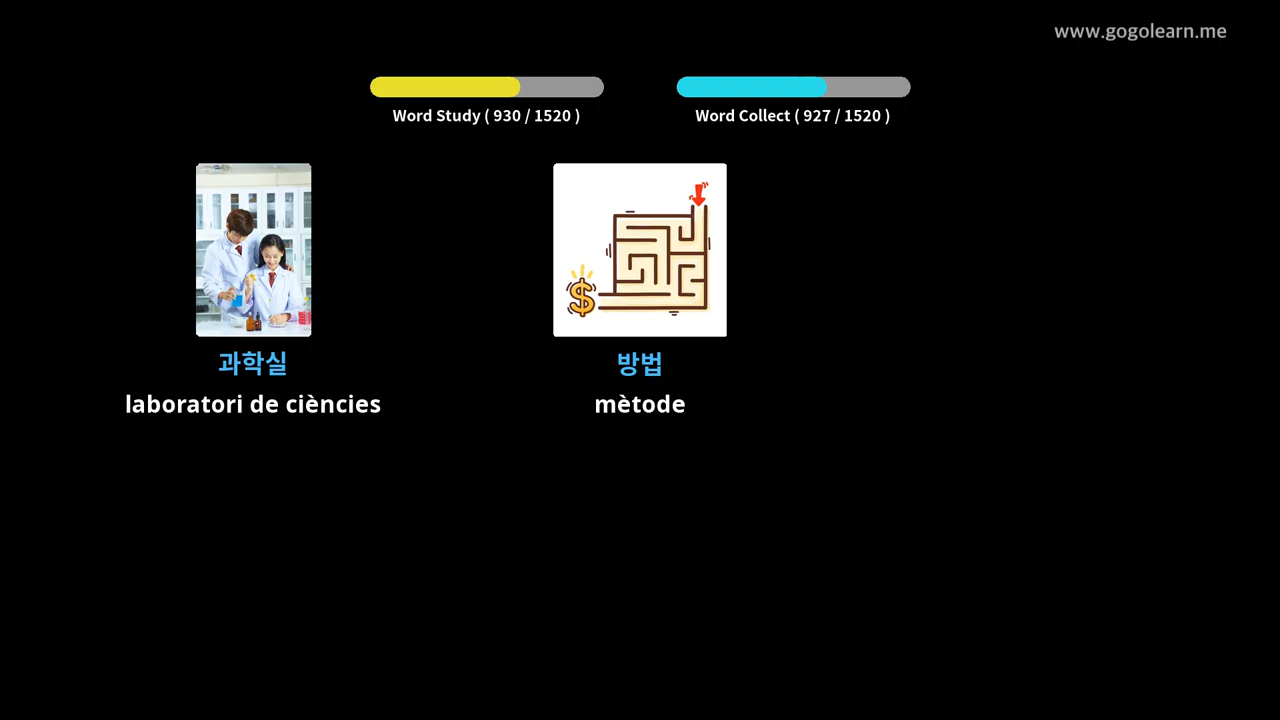 www.gogolearn.me
Word Study ( 930 / 1520 )
Word Collect ( 927 / 1520 )
과학실
laboratori de ciències
방법
mètode